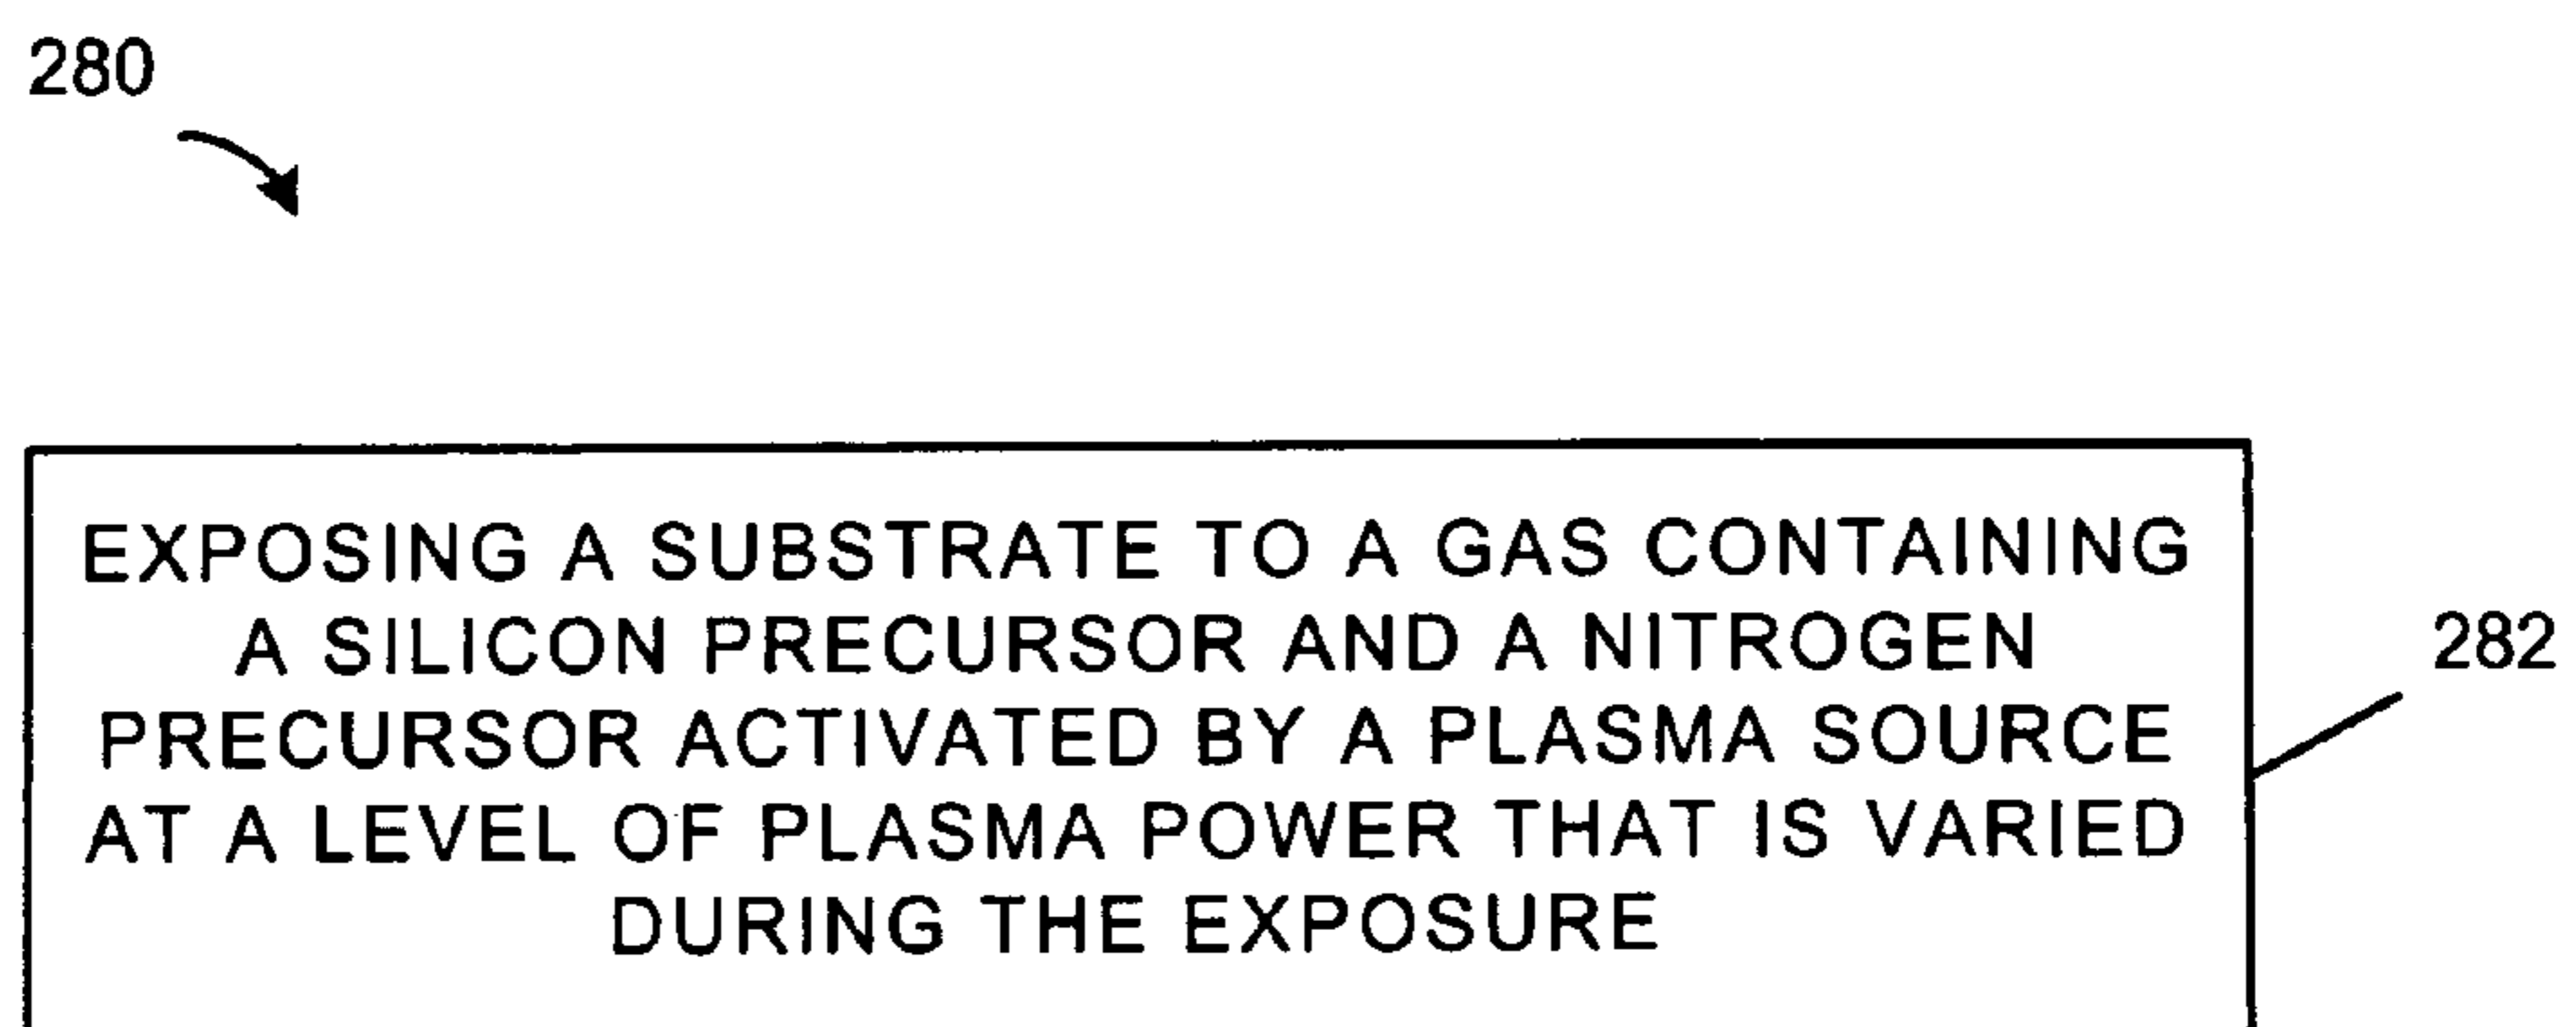 280
EXPOSING A SUBSTRATE TO A GAS CONTAINING
A SILICON PRECURSOR AND A NITROGEN
PRECURSOR ACTIVATED BY A PLASMA SOURCE
AT A LEVEL OF PLASMA POWER THAT IS VARIED
DURING THE EXPOSURE
282